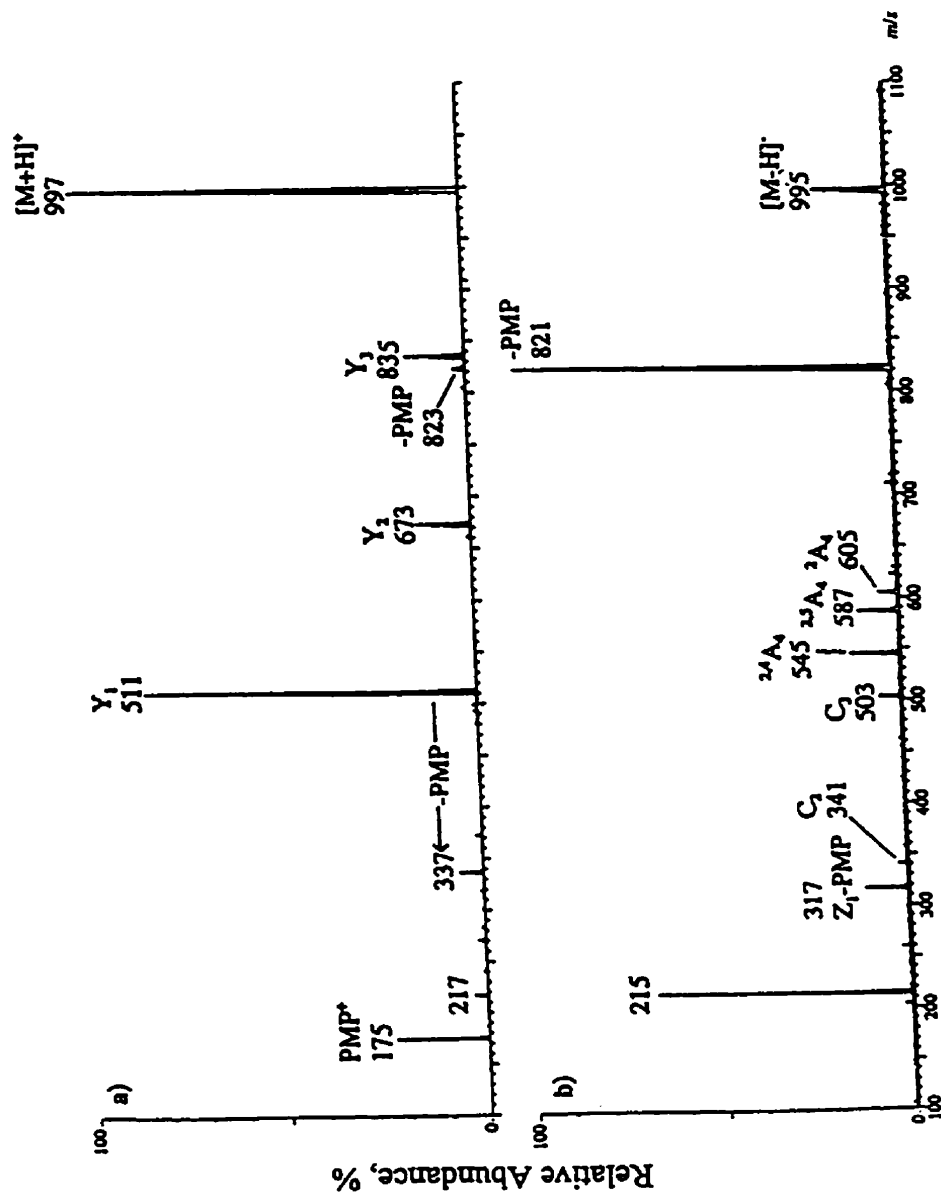 Relative Abundance, %
a)
100
0
PMP⁺
175
217
337
-PMP
Y₁
511
Y₂
673
-PMP
823
Y₃
835
[M+H]⁺
997
b)
100
0
215
317
Z₁-PMP
C₂
341
C₃
503
²,⁴A₄
545
²,⁵A₄
587
²A₄
605
-PMP
821
[M-H]⁻
995
100
200
300
400
500
600
700
800
900
1000
1100
m/z